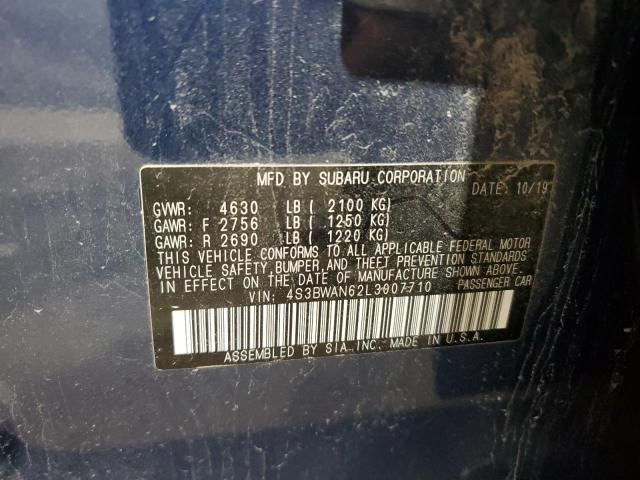 MFD BY SUBARU CORPORATION
DATE: 10/19
GVWR: 4630 LB ( 2100 KG)
GAWR: F 2756 LB ( 1250 KG)
GAWR: R 2690 LB ( 1220 KG)
THIS VEHICLE CONFORMS TO ALL APPLICABLE FEDERAL MOTOR
VEHICLE SAFETY, BUMPER, AND THEFT PREVENTION STANDARDS
IN EFFECT ON THE DATE OF MANUFACTURE SHOWN ABOVE.
VIN: 4S3BWAN62L3007710 PASSENGER CAR
ASSEMBLED BY SIA, INC. MADE IN U.S.A.